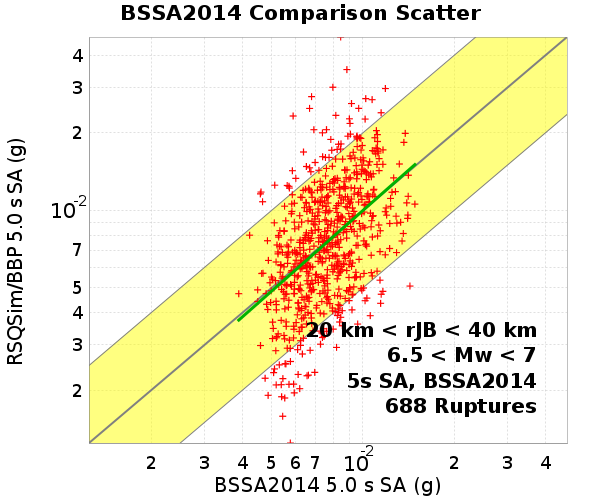 BSSA2014 Comparison Scatter
RSQSim/BBP 5.0 s SA (g)
4
3
2
10-2
7
5
4
3
2
20 km < rJB < 40 km
6.5 < Mw < 7
5s SA, BSSA2014
688 Ruptures
2 3 4 5 6 7 10-2 2 3 4
BSSA2014 5.0 s SA (g)